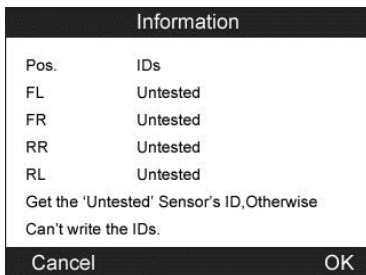 Information
Pos. IDs
FL Untested
FR Untested
RR Untested
RL Untested
Get the 'Untested' Sensor's ID,Otherwise
Can't write the IDs.
Cancel OK